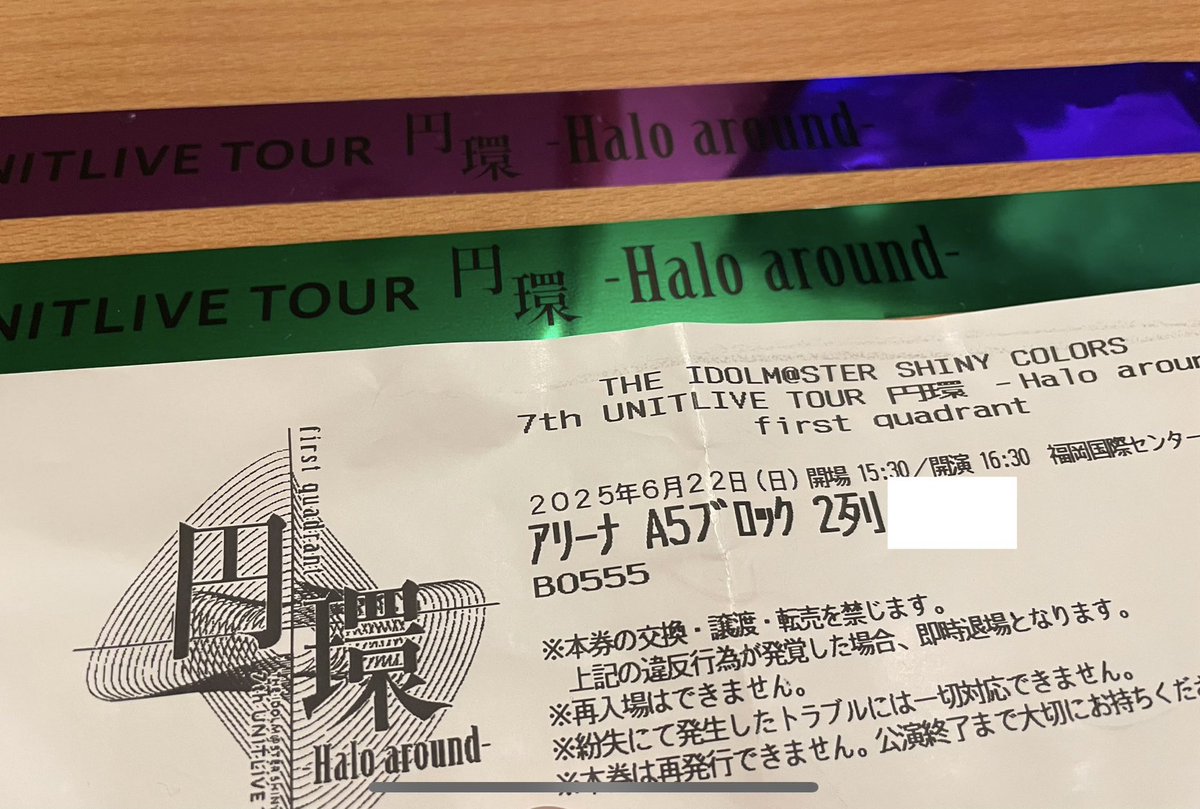 NITLIVE TOUR 円環 -Halo around-
NITLIVE TOUR 円環 -Halo around-
THE IDOLM@STER SHINY COLORS
7th UNITLIVE TOUR 円環 -Halo aroun
first quadrant
2025年6月22日(日) 開場 15:30/開演 16:30 福岡国際センター
アリーナ A5ブロック 2列
B0555
※本券の交換・譲渡・転売を禁じます。
上記の違反行為が発覚した場合、即時退場となります。
※再入場はできません。
※紛失にて発生したトラブルには一切対応できません。
※本券は再発行できません。公演終了まで大切にお持ちくださ
first quadrant
円環
Halo around-
THE IDOLM@STER SHINY
7th UNITLIVE